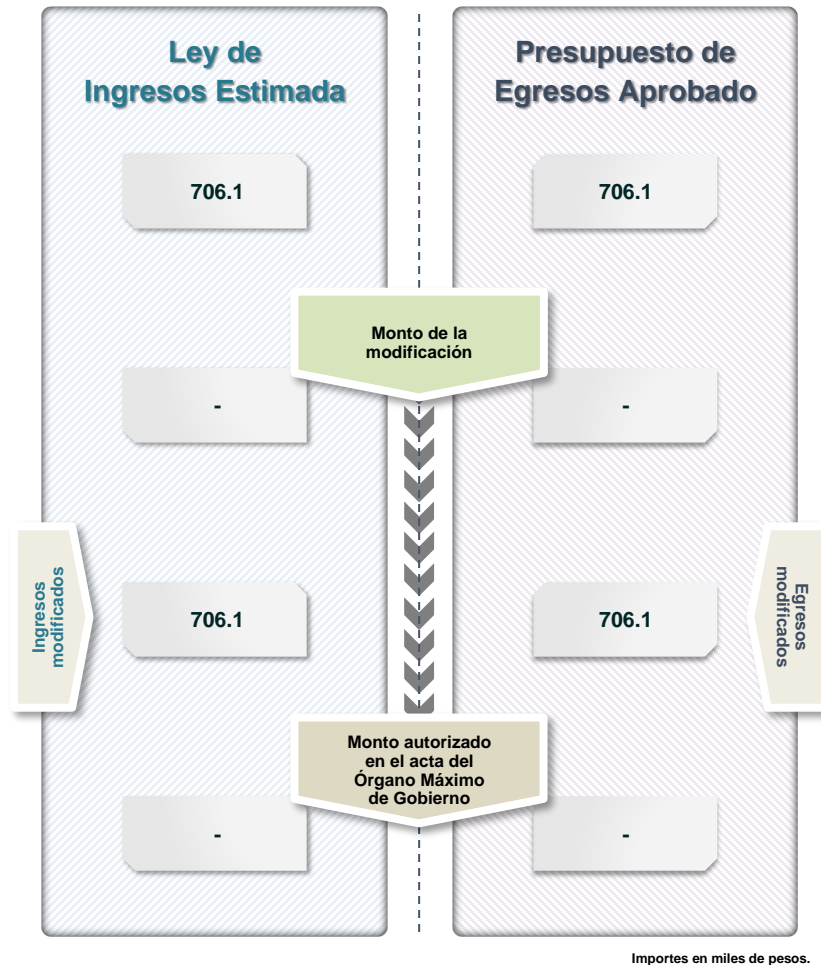 Ley de
Ingresos Estimada
Presupuesto de
Egresos Aprobado
706.1
706.1
Monto de la
modificación
-
-
Ingresos
modificados
706.1
706.1
Egresos
modificados
Monto autorizado
en el acta del
Órgano Máximo
de Gobierno
-
-
Importes en miles de pesos.